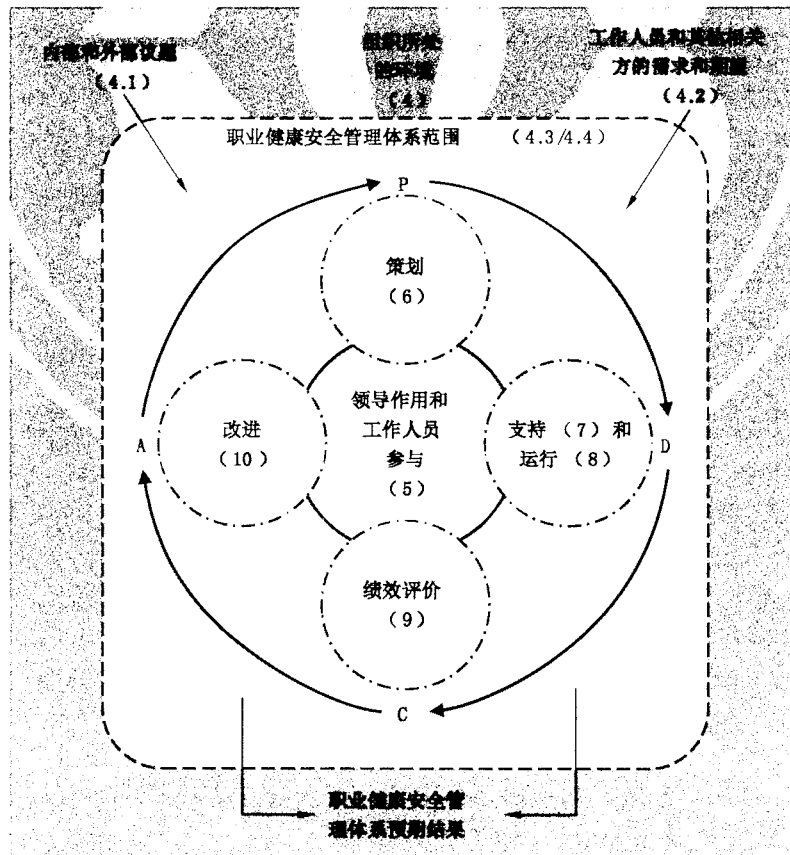 内部和外部议题
（4.1）
组织所处
的环境
（4）
工作人员和其他相关
方的需求和期望
（4.2）
职业健康安全管理体系范围 （4.3/4.4）
P
策划
（6）
A
改进
（10）
领导作用和
工作人员
参与
（5）
支持（7）和
运行（8）
D
绩效评价
（9）
C
职业健康安全管
理体系预期结果